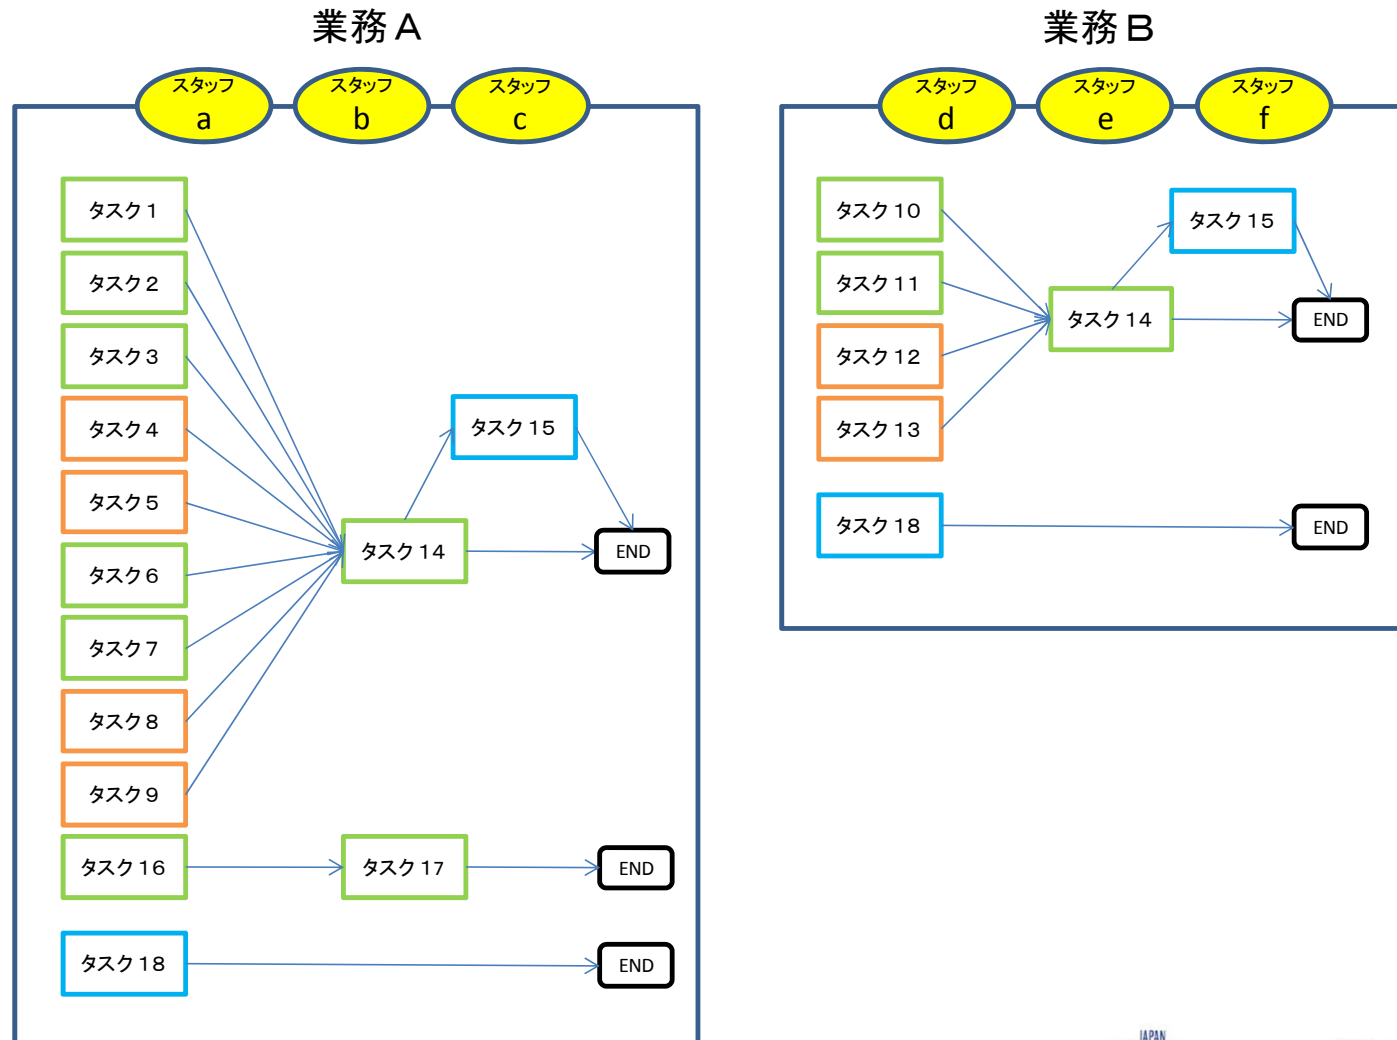 業務Ａ
スタッフ
a
スタッフ
b
スタッフ
c
タスク１
タスク２
タスク３
タスク４
タスク５
タスク６
タスク７
タスク８
タスク９
タスク14
タスク15
END
タスク16
タスク17
END
タスク18
END
業務Ｂ
スタッフ
d
スタッフ
e
スタッフ
f
タスク10
タスク11
タスク12
タスク13
タスク14
タスク15
END
タスク18
END
JAPAN